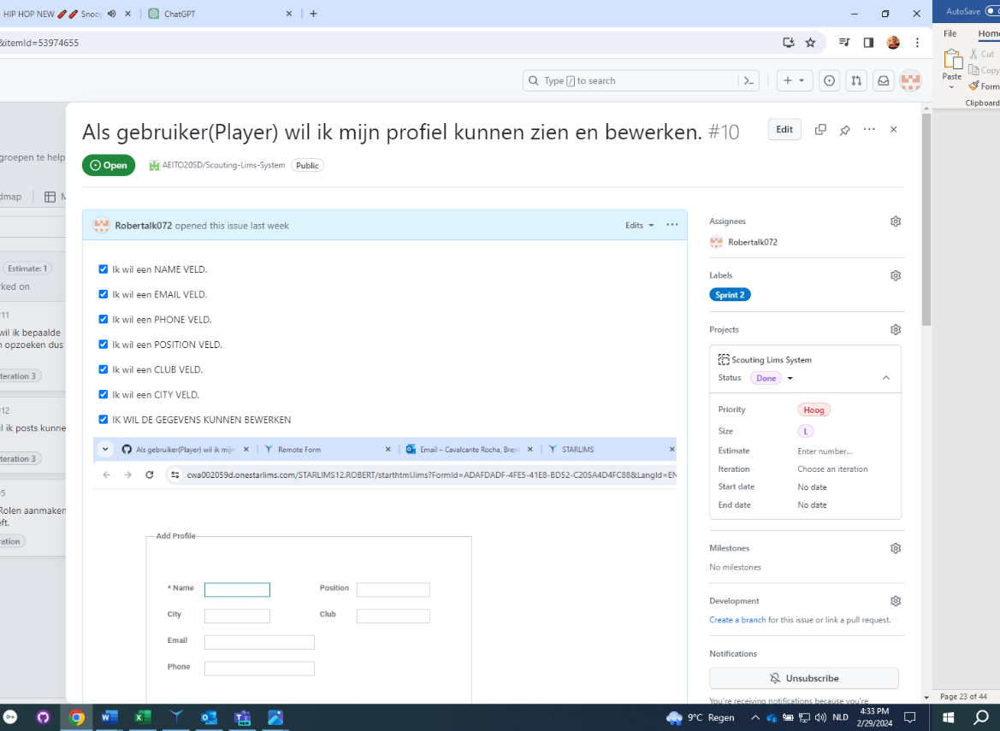 HIP HOP NEW 🧨 🧨 Snoop
ChatGPT
AutoSave
&itemId=53974655
File
Home
Cut
Copy
Paste
Form
Clipboard
Type / to search
Als gebruiker(Player) wil ik mijn profiel kunnen zien en bewerken. #10
Edit
Open
AEITO20SD/Scouting-Lims-System
Public
groepen te help
dmap
M
Robertalk072 opened this issue last week
Edits
Ik wil een NAME VELD.
Ik wil een EMAIL VELD.
Ik wil een PHONE VELD.
Ik wil een POSITION VELD.
Ik wil een CLUB VELD.
Ik wil een CITY VELD.
IK WIL DE GEGEVENS KUNNEN BEWERKEN
Estimate: 1
rked on
#11
wil ik bepaalde
n opzoeken dus
teration 3
#12
il ik posts kunne
teration 3
#5
Rolen aanmaken
eft.
ration
Als gebruiker(Player) wil ik mijn
Remote Form
Email – Cavalcante Rocha, Bren
STARLIMS
cwa002059d.onestarlims.com/STARLIMS12.ROBERT/starthtml.lims?FormId=ADAFDADF-4FE5-41E8-BD52-C205A4D4FC88&LangId=EN
Add Profile
* Name
Position
City
Club
Email
Phone
Assignees
Robertalk072
Labels
Sprint 2
Projects
Scouting Lims System
Status
Done
Priority
Hoog
Size
L
Estimate
Enter number...
Iteration
Choose an iteration
Start date
No date
End date
No date
Milestones
No milestones
Development
Create a branch for this issue or link a pull request.
Notifications
Unsubscribe
You're receiving notifications because you're
Page 23 of 44
9°C Regen
NLD
4:33 PM
2/29/2024